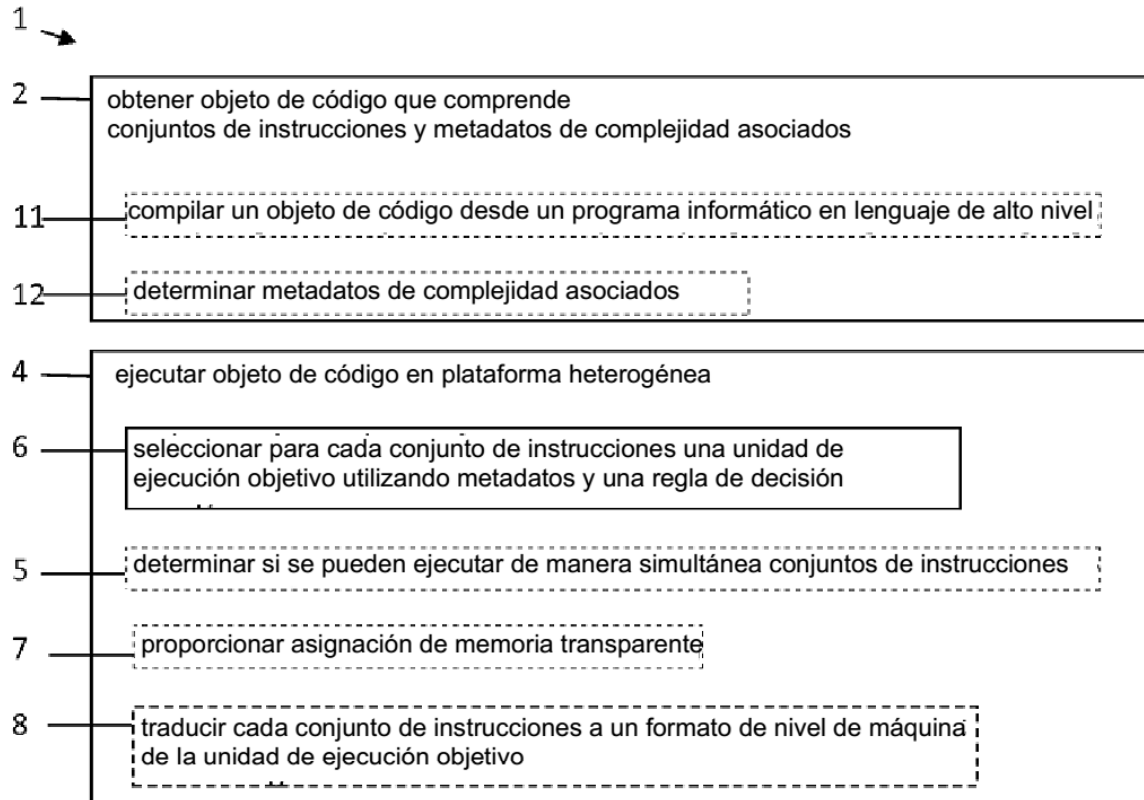 1
2 obtener objeto de código que comprende
conjuntos de instrucciones y metadatos de complejidad asociados
11 compilar un objeto de código desde un programa informático en lenguaje de alto nivel
12 determinar metadatos de complejidad asociados
4 ejecutar objeto de código en plataforma heterogénea
6 seleccionar para cada conjunto de instrucciones una unidad de
ejecución objetivo utilizando metadatos y una regla de decisión
5 determinar si se pueden ejecutar de manera simultánea conjuntos de instrucciones
7 proporcionar asignación de memoria transparente
8 traducir cada conjunto de instrucciones a un formato de nivel de máquina
de la unidad de ejecución objetivo